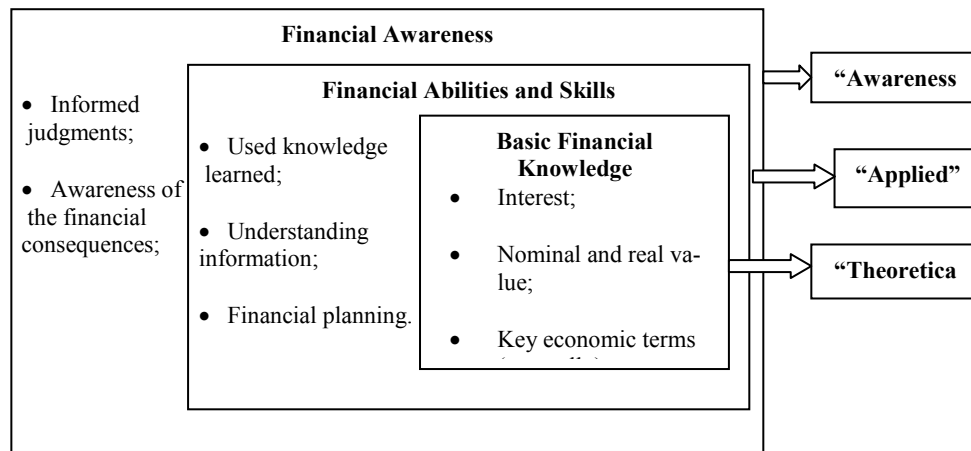 Financial Awareness
• Informed
judgments;
• Awareness of
the financial
consequences;
Financial Abilities and Skills
• Used knowledge
learned;
• Understanding
information;
• Financial planning.
Basic Financial
Knowledge
• Interest;
• Nominal and real va-
lue;
• Key economic terms
“Awareness
“Applied”
“Theoretica